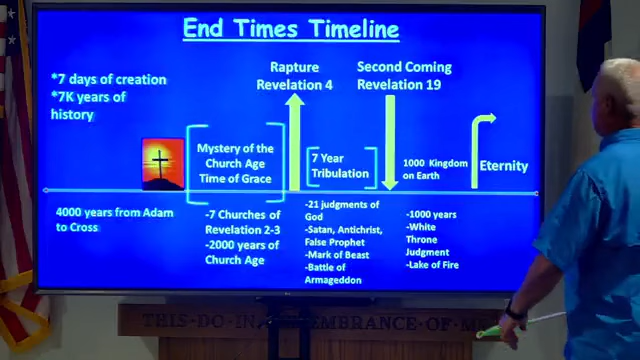 End Times Timeline
*7 days of creation
*7K years of
history
Rapture
Revelation 4
Second Coming
Revelation 19
Mystery of the
Church Age
Time of Grace
7 Year
Tribulation
1000 Kingdom
on Earth
Eternity
4000 years from Adam
to Cross
-7 Churches of
Revelation 2-3
-2000 years of
Church Age
-21 judgments of
God
-Satan, Antichrist,
False Prophet
-Mark of Beast
-Battle of
Armageddon
-1000 years
-White
Throne
Judgment
-Lake of Fire
THIS·DO·IN REMEMBRANCE·OF·ME